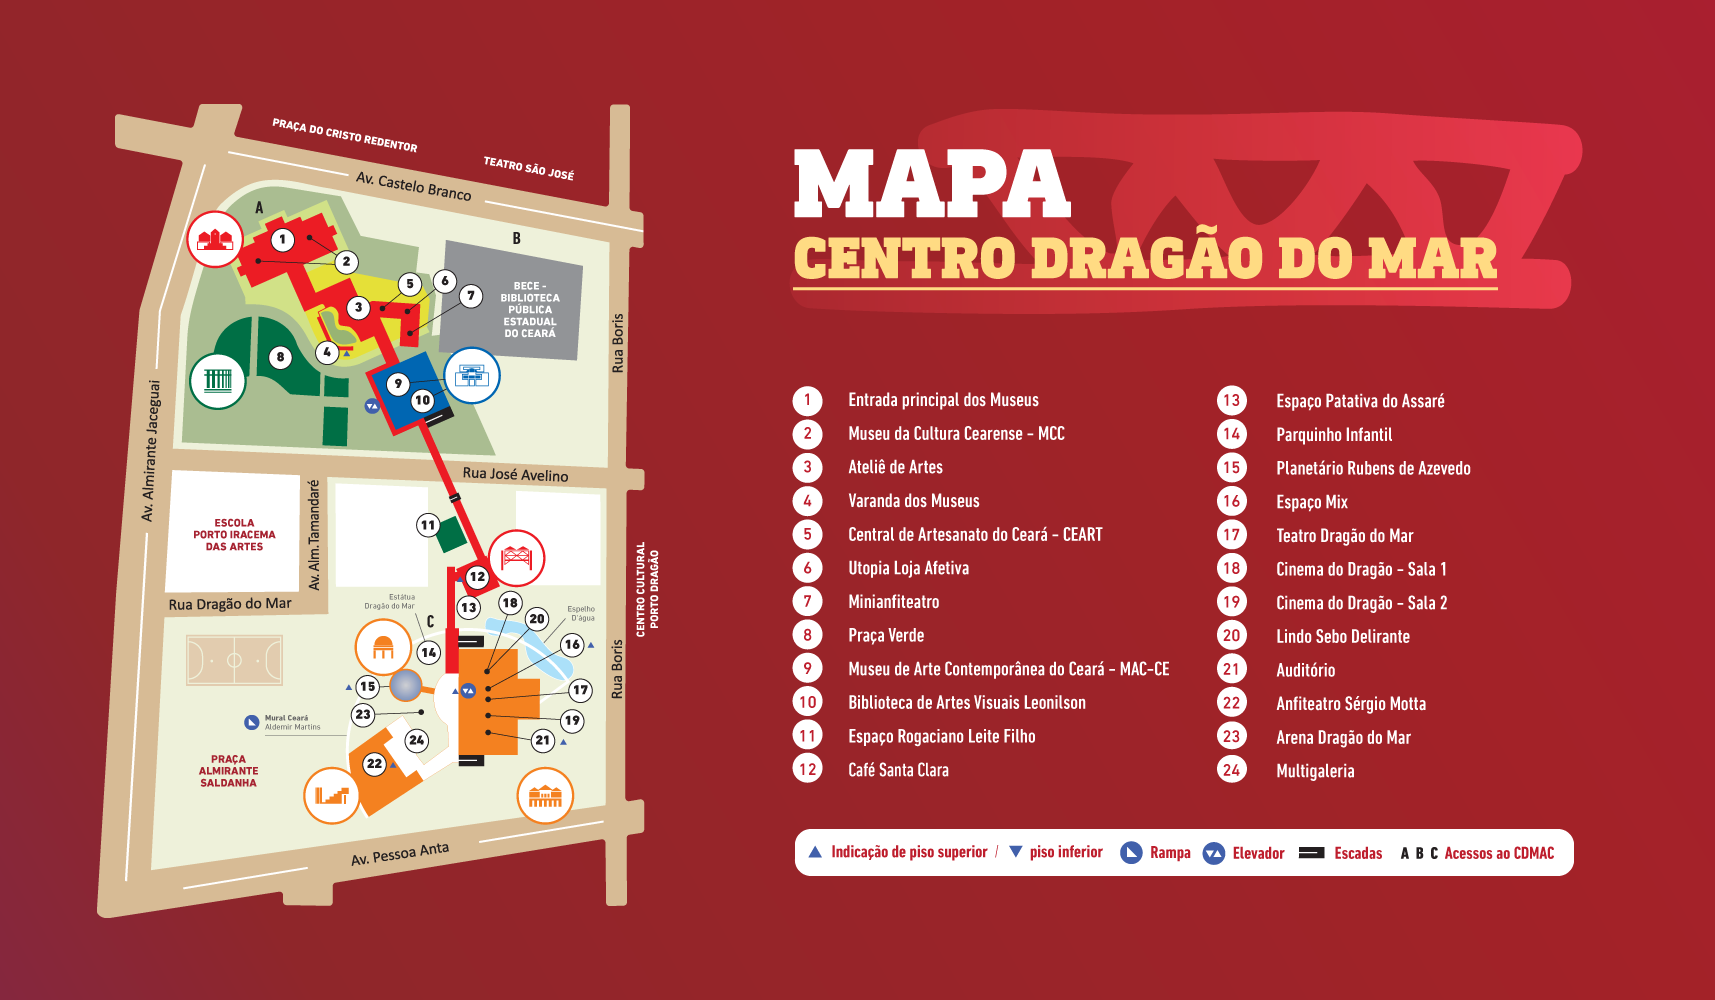 PRAÇA DO CRISTO REDENTOR
TEATRO SÃO JOSÉ
Av. Castelo Branco
A
B
1
2
3
4
5
6
7
8
9
10
BECE -
BIBLIOTECA
PÚBLICA
ESTADUAL
DO CEARÁ
Rua Boris
Av. Almirante Jaceguai
Rua José Avelino
ESCOLA
PORTO IRACEMA
DAS ARTES
Av. Alm.Tamandaré
11
12
13
CENTRO CULTURAL
PORTO DRAGÃO
Rua Dragão do Mar
Estátua
Dragão do Mar
C
18
20
Espelho
D'água
16
14
15
17
23
19
24
21
22
Rua Boris
Mural Ceará
Aldemir Martins
PRAÇA
ALMIRANTE
SALDANHA
Av. Pessoa Anta
MAPA
CENTRO DRAGÃO DO MAR
1 Entrada principal dos Museus
2 Museu da Cultura Cearense - MCC
3 Ateliê de Artes
4 Varanda dos Museus
5 Central de Artesanato do Ceará - CEART
6 Utopia Loja Afetiva
7 Minianfiteatro
8 Praça Verde
9 Museu de Arte Contemporânea do Ceará - MAC-CE
10 Biblioteca de Artes Visuais Leonilson
11 Espaço Rogaciano Leite Filho
12 Café Santa Clara
13 Espaço Patativa do Assaré
14 Parquinho Infantil
15 Planetário Rubens de Azevedo
16 Espaço Mix
17 Teatro Dragão do Mar
18 Cinema do Dragão - Sala 1
19 Cinema do Dragão - Sala 2
20 Lindo Sebo Delirante
21 Auditório
22 Anfiteatro Sérgio Motta
23 Arena Dragão do Mar
24 Multigaleria
Indicação de piso superior / piso inferior Rampa Elevador Escadas A B C Acessos ao CDMAC